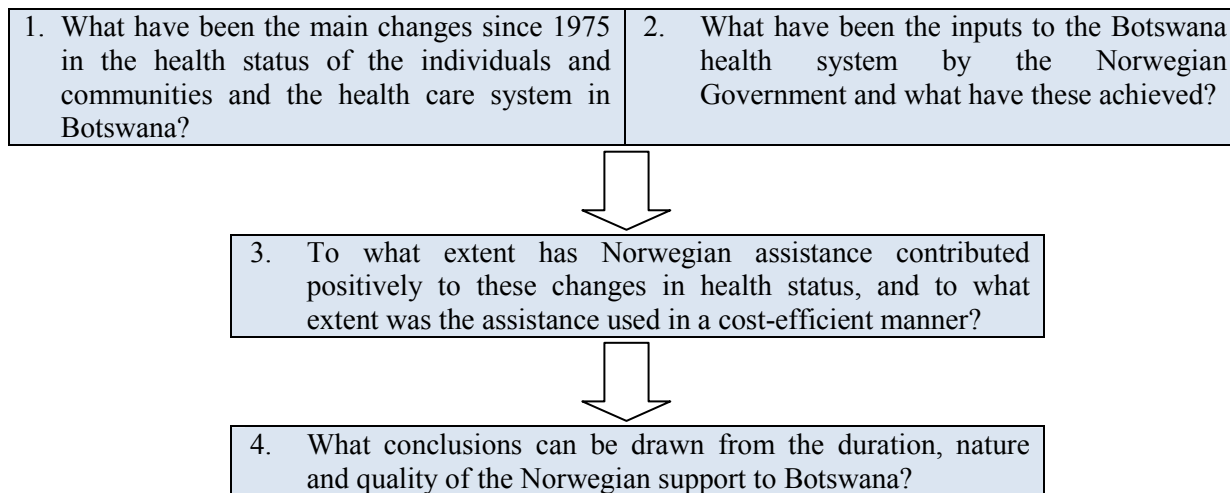 1. What have been the main changes since 1975
in the health status of the individuals and
communities and the health care system in
Botswana?
2. What have been the inputs to the Botswana
health system by the Norwegian
Government and what have these achieved?
3. To what extent has Norwegian assistance contributed
positively to these changes in health status, and to what
extent was the assistance used in a cost-efficient manner?
4. What conclusions can be drawn from the duration, nature
and quality of the Norwegian support to Botswana?